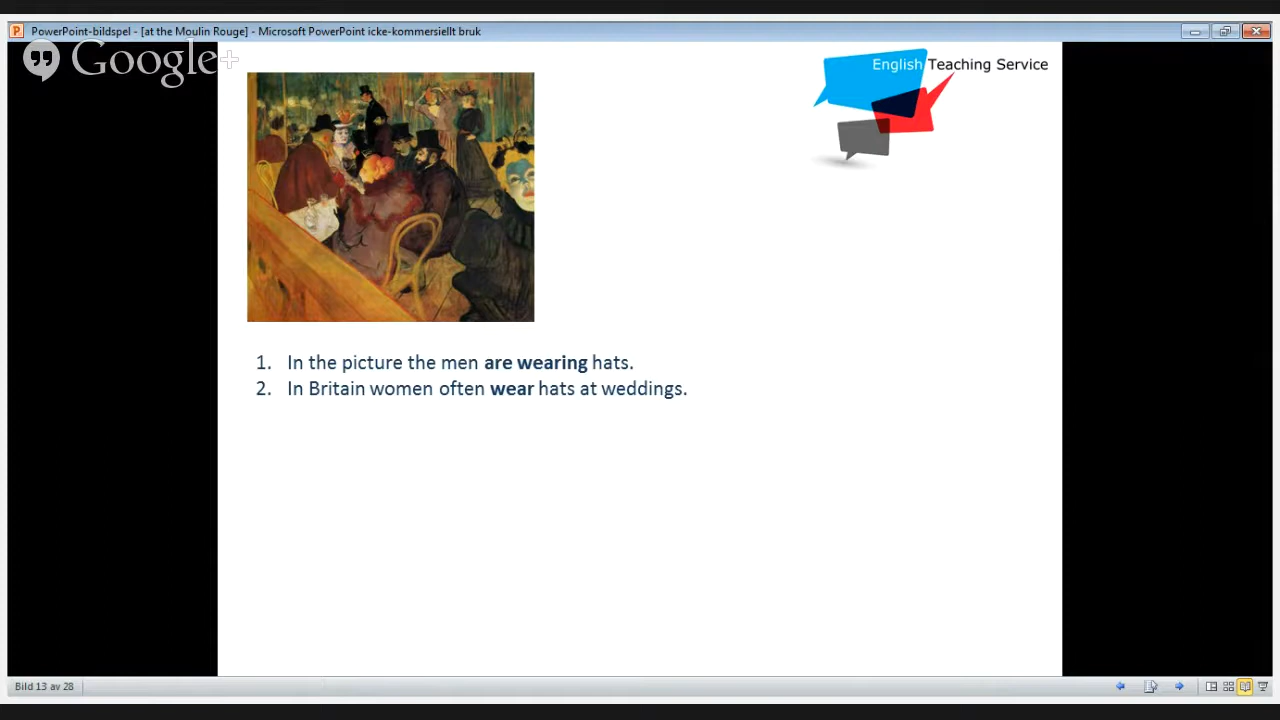 PowerPoint-bildspel - [at the Moulin Rouge] - Microsoft PowerPoint icke-kommersiellt bruk
Google+
English Teaching Service
1. In the picture the men are wearing hats.
2. In Britain women often wear hats at weddings.
Bild 13 av 28